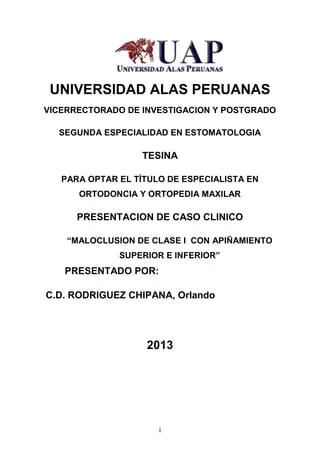 UAP
UNIVERSIDAD ALAS PERUANAS
UNIVERSIDAD ALAS PERUANAS
VICERRECTORADO DE INVESTIGACION Y POSTGRADO
SEGUNDA ESPECIALIDAD EN ESTOMATOLOGIA
TESINA
PARA OPTAR EL TÍTULO DE ESPECIALISTA EN
ORTODONCIA Y ORTOPEDIA MAXILAR
PRESENTACION DE CASO CLINICO
“MALOCLUSION DE CLASE I CON APIÑAMIENTO
SUPERIOR E INFERIOR”
PRESENTADO POR:
C.D. RODRIGUEZ CHIPANA, Orlando
2013
1